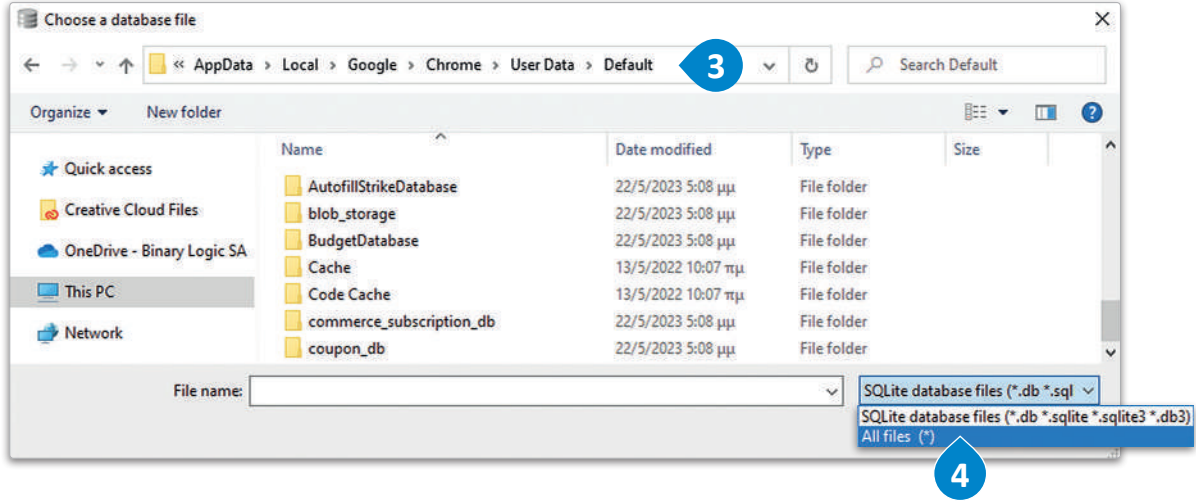 Choose a database file
« AppData › Local › Google › Chrome › User Data › Default
3
Search Default
Organize
New folder
Name Date modified Type Size
Quick access
Creative Cloud Files
OneDrive - Binary Logic SA
This PC
Network
AutofillStrikeDatabase 22/5/2023 5:08 μμ File folder
blob_storage 22/5/2023 5:08 μμ File folder
BudgetDatabase 22/5/2023 5:08 μμ File folder
Cache 13/5/2022 10:07 πμ File folder
Code Cache 13/5/2022 10:07 πμ File folder
commerce_subscription_db 22/5/2023 5:08 μμ File folder
coupon_db 22/5/2023 5:08 μμ File folder
File name:
SQLite database files (*.db *.sql
SQLite database files (*.db *.sqlite *.sqlite3 *.db3)
All files (*)
4